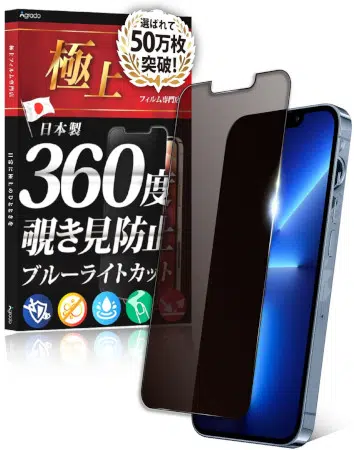 Agrado
選ばれて
50万枚
突破!
極上
フィルム専門店
日本製
360度
覗き見防止
ブルーライトカット
Agrado